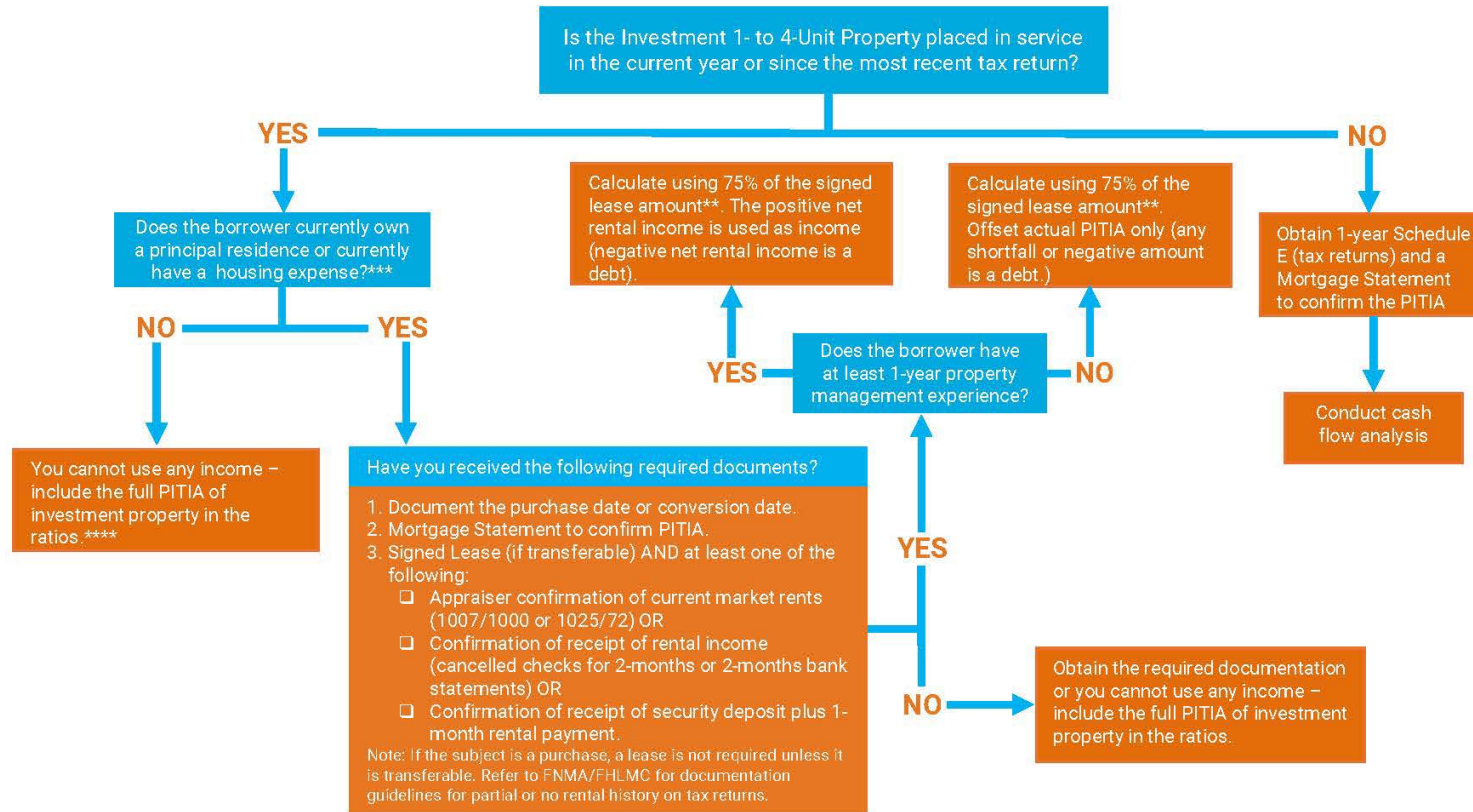 Is the Investment 1- to 4-Unit Property placed in service
in the current year or since the most recent tax return?
YES
NO
Does the borrower currently own
a principal residence or currently
have a housing expense?***
Calculate using 75% of the signed
lease amount**. The positive net
rental income is used as income
(negative net rental income is a
debt).
Calculate using 75% of the
signed lease amount**.
Offset actual PITIA only (any
shortfall or negative amount
is a debt.)
Obtain 1-year Schedule
E (tax returns) and a
Mortgage Statement
to confirm the PITIA
NO
YES
YES
Does the borrower have
at least 1-year property
management experience?
NO
Conduct cash
flow analysis
You cannot use any income –
include the full PITIA of
investment property in the
ratios.****
Have you received the following required documents?
1. Document the purchase date or conversion date.
2. Mortgage Statement to confirm PITIA.
3. Signed Lease (if transferable) AND at least one of the
following:
❑ Appraiser confirmation of current market rents
(1007/1000 or 1025/72) OR
❑ Confirmation of receipt of rental income
(cancelled checks for 2-months or 2-months bank
statements) OR
❑ Confirmation of receipt of security deposit plus 1-
month rental payment.
Note: If the subject is a purchase, a lease is not required unless it
is transferable. Refer to FNMA/FHLMC for documentation
guidelines for partial or no rental history on tax returns.
YES
NO
Obtain the required documentation
or you cannot use any income –
include the full PITIA of investment
property in the ratios.